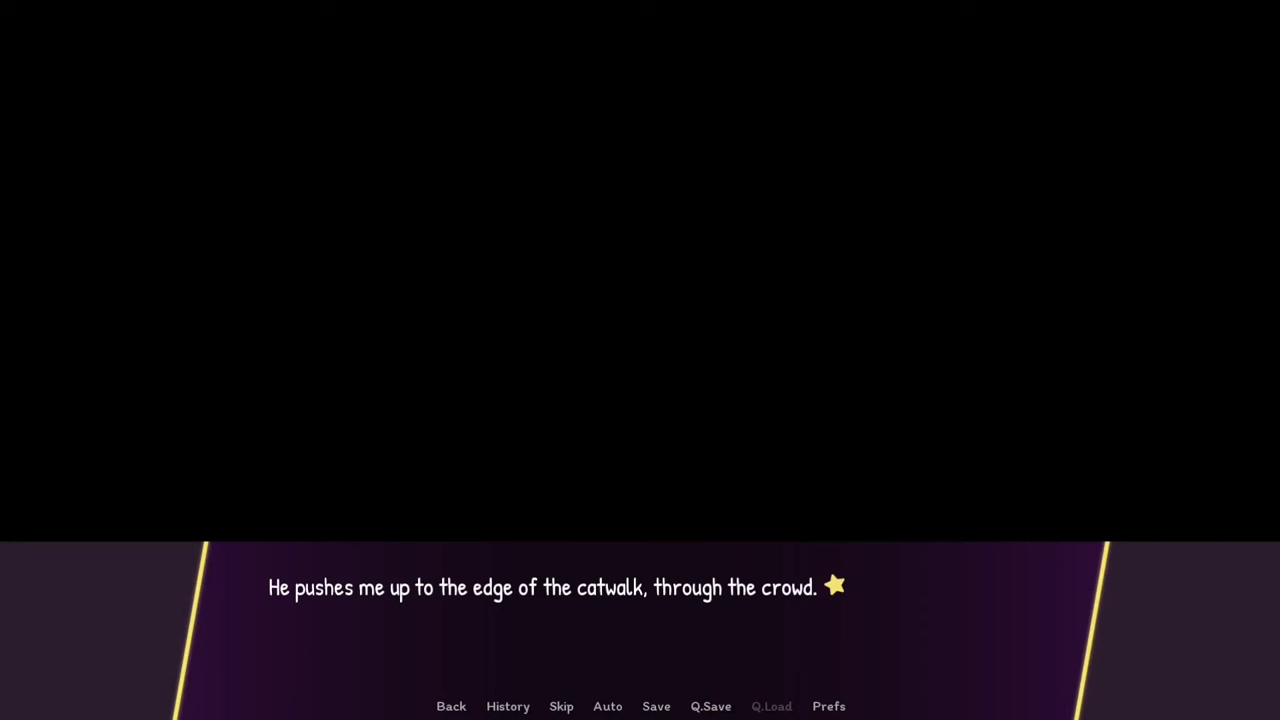 He pushes me up to the edge of the catwalk, through the crowd.
Back History Skip Auto Save Q.Save Q.Load Prefs